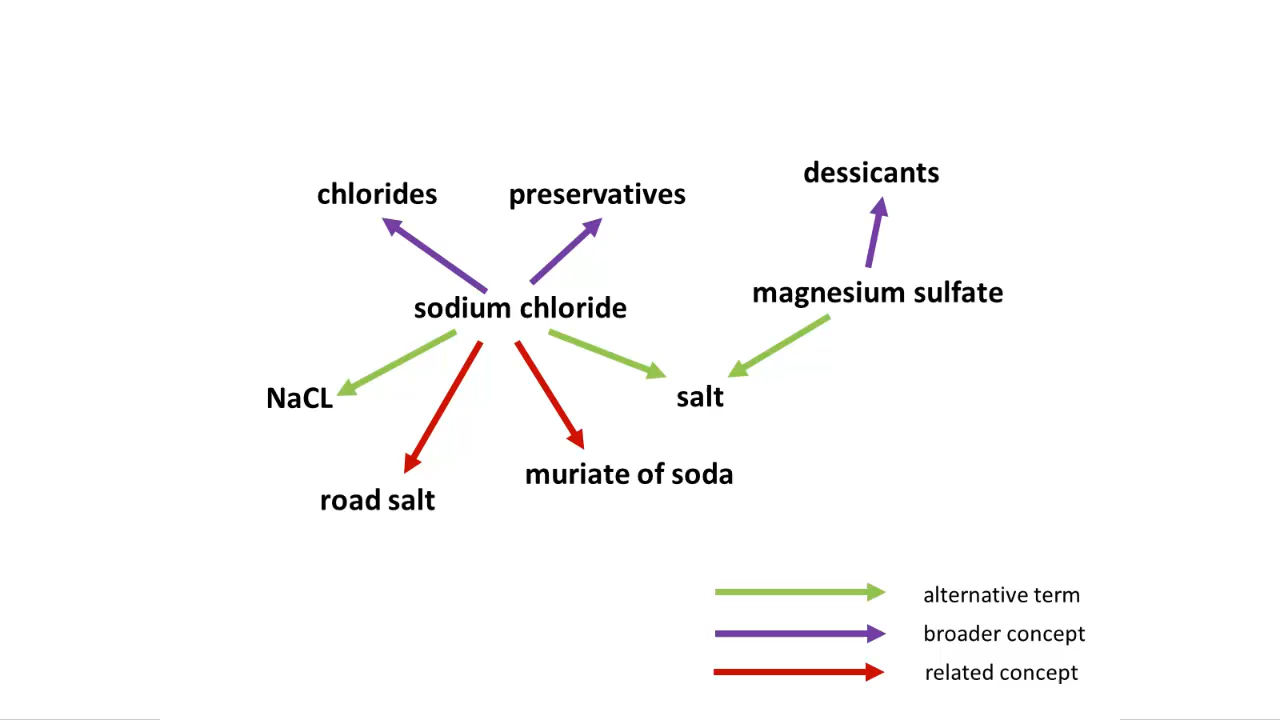 dessicants
chlorides
preservatives
magnesium sulfate
sodium chloride
NaCL
salt
muriate of soda
road salt
alternative term
broader concept
related concept